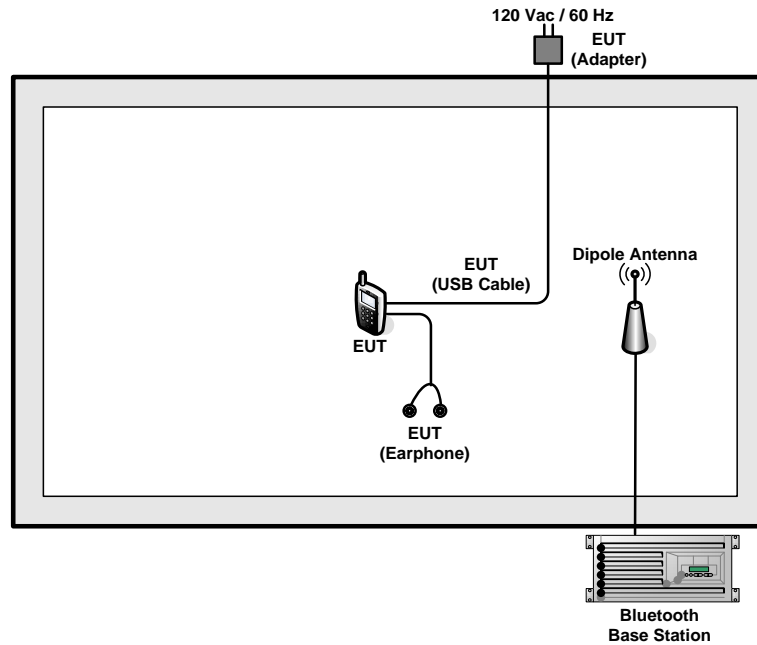 120 Vac / 60 Hz
EUT
(Adapter)
Dipole Antenna
EUT
(USB Cable)
EUT
EUT
(Earphone)
Bluetooth
Base Station